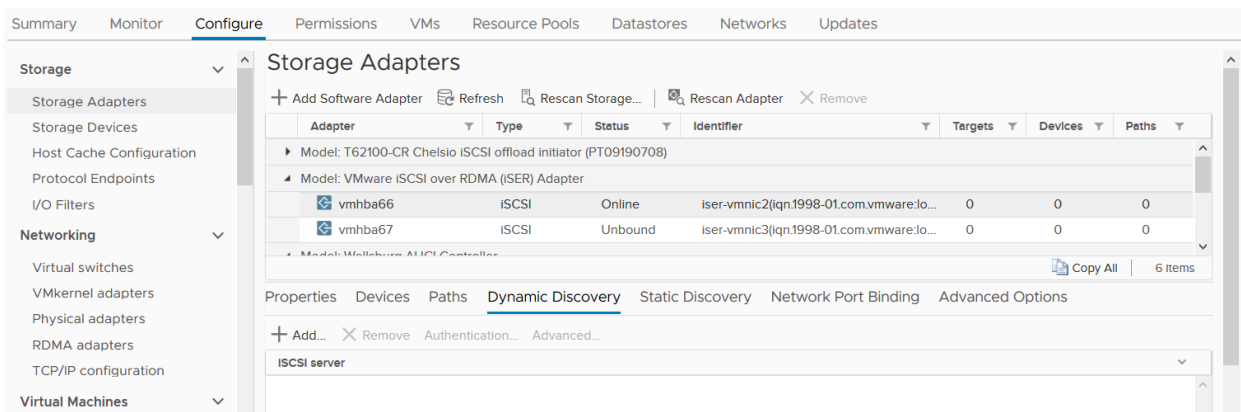 Summary Monitor Configure Permissions VMs Resource Pools Datastores Networks Updates
Storage
Storage Adapters
Storage Devices
Host Cache Configuration
Protocol Endpoints
I/O Filters
Networking
Virtual switches
VMkernel adapters
Physical adapters
RDMA adapters
TCP/IP configuration
Virtual Machines
Storage Adapters
Add Software Adapter Refresh Rescan Storage... Rescan Adapter Remove
Adapter Type Status Identifier Targets Devices Paths
Model: T62100-CR Chelsio iSCSI offload initiator (PT09190708)
Model: VMware iSCSI over RDMA (iSER) Adapter
vmhba66 iSCSI Online iser-vmnic2(iqn.1998-01.com.vmware:lo... 0 0 0
vmhba67 iSCSI Unbound iser-vmnic3(iqn.1998-01.com.vmware:lo... 0 0 0
Model: Wellsburg AHCI Controller
Copy All 6 items
Properties Devices Paths Dynamic Discovery Static Discovery Network Port Binding Advanced Options
Add... Remove Authentication... Advanced...
iSCSI server